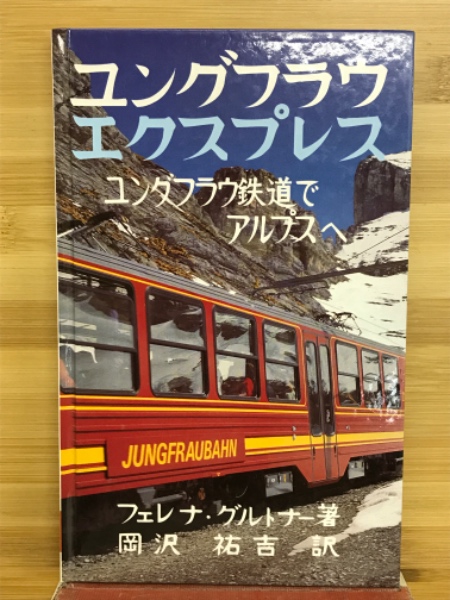 ユングフラウ
エクスプレス
ユングフラウ鉄道で
アルプスへ
JUNGFRAUBAHN
フェレナ・グルトナー著
岡沢 祐吉 訳